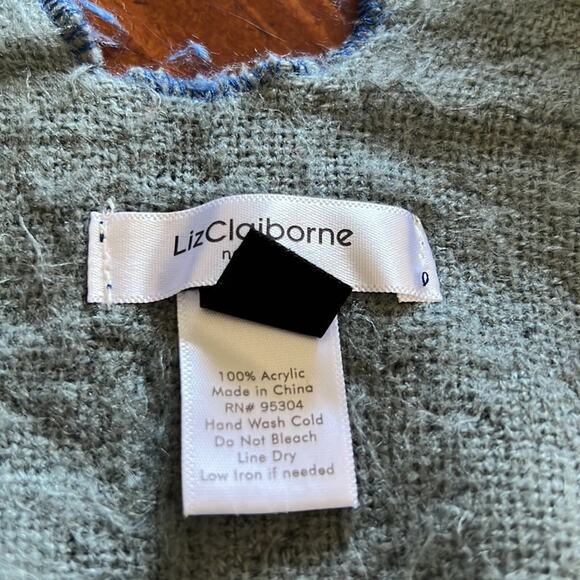 LizClaiborne
100% Acrylic
Made in China
RN# 95304
Hand Wash Cold
Do Not Bleach
Line Dry
Low Iron if needed